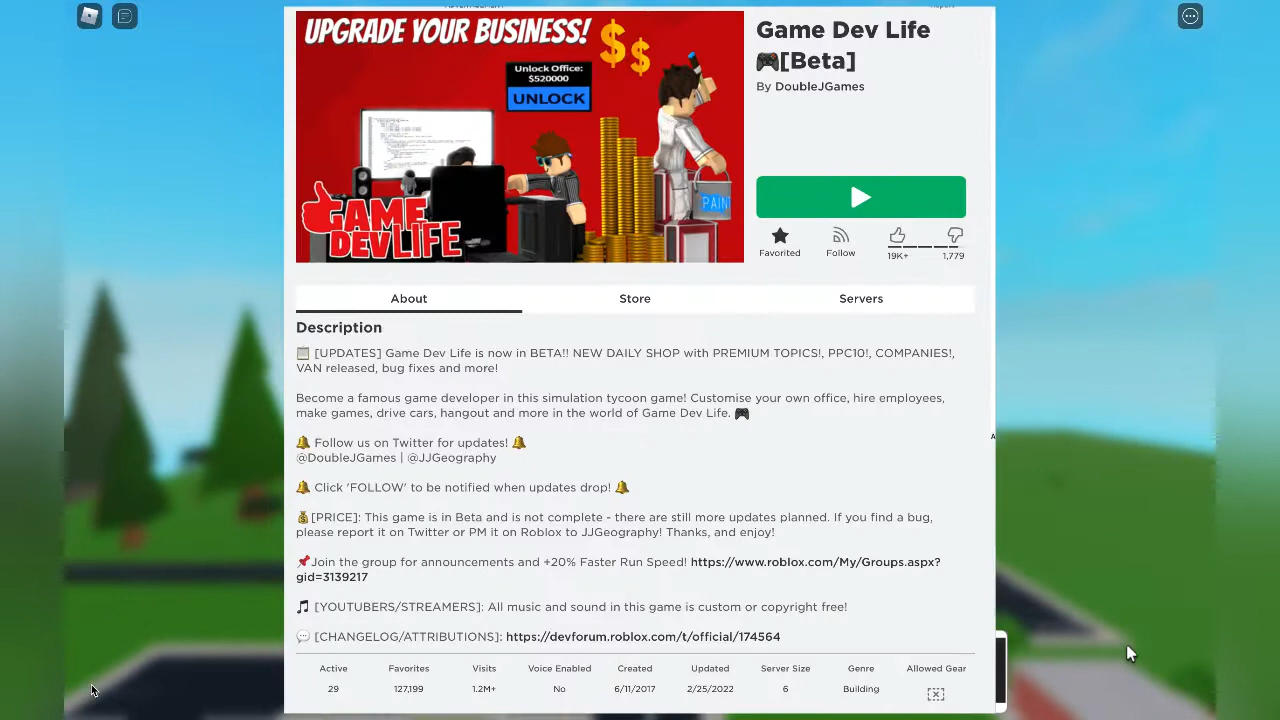 UPGRADE YOUR BUSINESS!
$$
Unlock Office:
$520000
UNLOCK
PAINT
GAME
DEVLIFE
Game Dev Life
🎮[Beta]
By DoubleJGames
Favorited
Follow
19K+
1,779
About
Store
Servers
Description
📋 [UPDATES] Game Dev Life is now in BETA!! NEW DAILY SHOP with PREMIUM TOPICS!, PPC10!, COMPANIES!,
VAN released, bug fixes and more!
Become a famous game developer in this simulation tycoon game! Customise your own office, hire employees,
make games, drive cars, hangout and more in the world of Game Dev Life. 🎮
🔔 Follow us on Twitter for updates! 🔔
@DoubleJGames | @JJGeography
🔔 Click 'FOLLOW' to be notified when updates drop! 🔔
💰[PRICE]: This game is in Beta and is not complete - there are still more updates planned. If you find a bug,
please report it on Twitter or PM it on Roblox to JJGeography! Thanks, and enjoy!
📌Join the group for announcements and +20% Faster Run Speed! https://www.roblox.com/My/Groups.aspx?
gid=3139217
🎵 [YOUTUBERS/STREAMERS]: All music and sound in this game is custom or copyright free!
💬 [CHANGELOG/ATTRIBUTIONS]: https://devforum.roblox.com/t/official/174564
Active Favorites Visits Voice Enabled Created Updated Server Size Genre Allowed Gear
29 127,199 1.2M+ No 6/11/2017 2/25/2022 6 Building